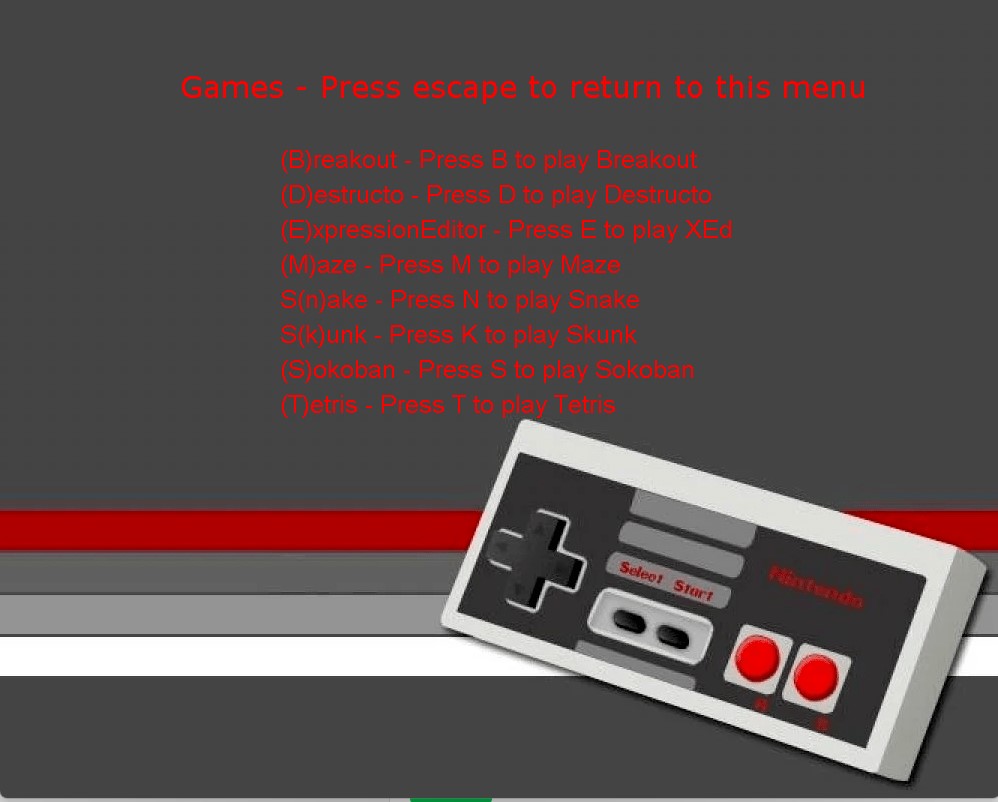 Games - Press escape to return to this menu
(B)reakout - Press B to play Breakout
(D)estructo - Press D to play Destructo
(E)xpressionEditor - Press E to play XEd
(M)aze - Press M to play Maze
S(n)ake - Press N to play Snake
S(k)unk - Press K to play Skunk
(S)okoban - Press S to play Sokoban
(T)etris - Press T to play Tetris
Select Start
Nintendo